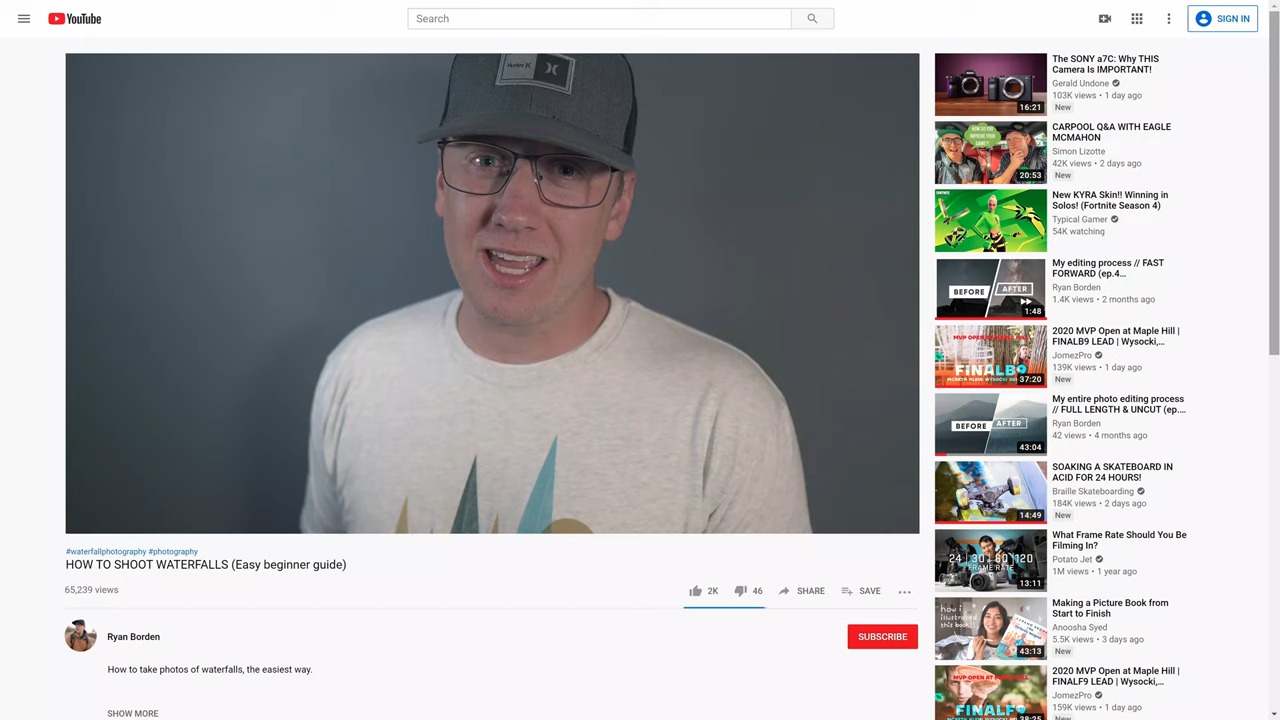 YouTube
Search
SIGN IN
Hurley
#waterfallphotography #photography
HOW TO SHOOT WATERFALLS (Easy beginner guide)
65,239 views
2K
46
SHARE
SAVE
Ryan Borden
SUBSCRIBE
How to take photos of waterfalls, the easiest way.
SHOW MORE
16:21
The SONY a7C: Why THIS
Camera Is IMPORTANT!
Gerald Undone
103K views • 1 day ago
New
20:53
CARPOOL Q&A WITH EAGLE
MCMAHON
Simon Lizotte
42K views • 2 days ago
New
New KYRA Skin!! Winning in
Solos! (Fortnite Season 4)
Typical Gamer
54K watching
BEFORE
AFTER
1:48
My editing process // FAST
FORWARD (ep.4...
Ryan Borden
1.4K views • 2 months ago
FINALB9
37:20
2020 MVP Open at Maple Hill |
FINALB9 LEAD | Wysocki,...
JomezPro
139K views • 1 day ago
New
BEFORE
AFTER
43:04
My entire photo editing process
// FULL LENGTH & UNCUT (ep....
Ryan Borden
42 views • 4 months ago
14:49
SOAKING A SKATEBOARD IN
ACID FOR 24 HOURS!
Braille Skateboarding
184K views • 2 days ago
New
24 | 30 | 60 | 120
FRAME RATE
13:11
What Frame Rate Should You Be
Filming In?
Potato Jet
1M views • 1 year ago
how i
illustrated
this book!
43:13
Making a Picture Book from
Start to Finish
Anoosha Syed
5.5K views • 3 days ago
New
FINALF9
38:25
2020 MVP Open at Maple Hill |
FINALF9 LEAD | Wysocki,...
JomezPro
159K views • 1 day ago
New